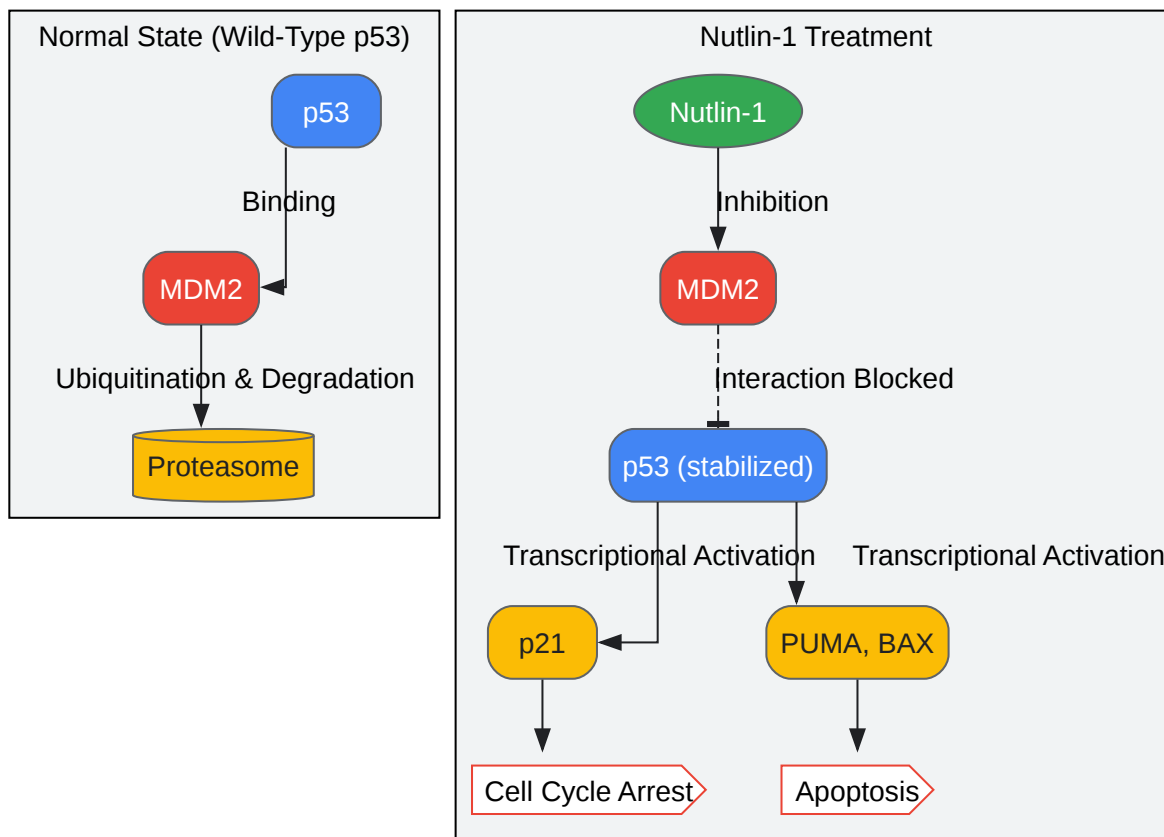 Normal State (Wild-Type p53)
p53
Binding
MDM2
Ubiquitination & Degradation
Proteasome
Nutlin-1 Treatment
Nutlin-1
Inhibition
MDM2
Interaction Blocked
p53 (stabilized)
Transcriptional Activation
Transcriptional Activation
p21
PUMA, BAX
Cell Cycle Arrest
Apoptosis